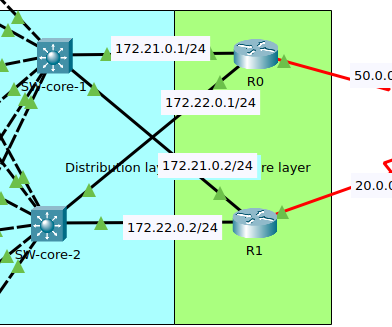 172.21.0.1/24
50.0.0
SW-core-1
R0
172.22.0.1/24
Distribution la
172.21.0.2/24
re layer
20.0.0
172.22.0.2/24
SW-core-2
R1